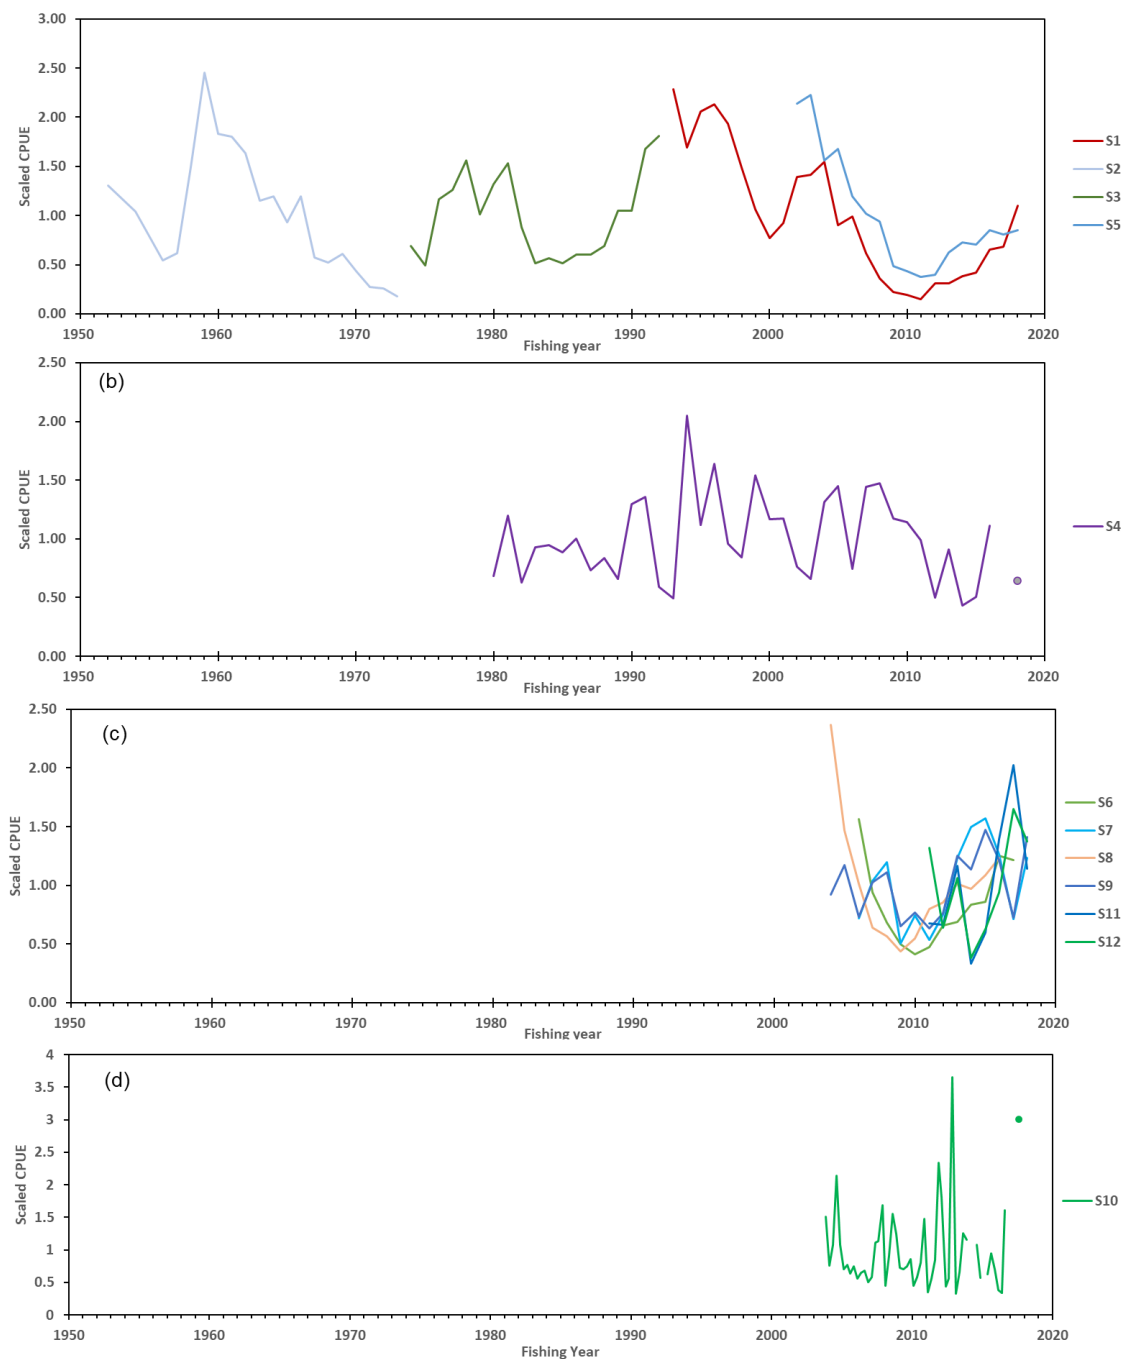 3.00
2.50
2.00
1.50
1.00
0.50
0.00
Scaled CPUE
1950 1960 1970 1980 1990 2000 2010 2020
Fishing year
S1
S2
S3
S5
(b)
2.50
2.00
1.50
1.00
0.50
0.00
Scaled CPUE
1950 1960 1970 1980 1990 2000 2010 2020
Fishing year
S4
(c)
2.50
2.00
1.50
1.00
0.50
0.00
Scaled CPUE
1950 1960 1970 1980 1990 2000 2010 2020
Fishing year
S6
S7
S8
S9
S11
S12
(d)
4
3.5
3
2.5
2
1.5
1
0.5
0
Scaled CPUE
1950 1960 1970 1980 1990 2000 2010 2020
Fishing Year
S10